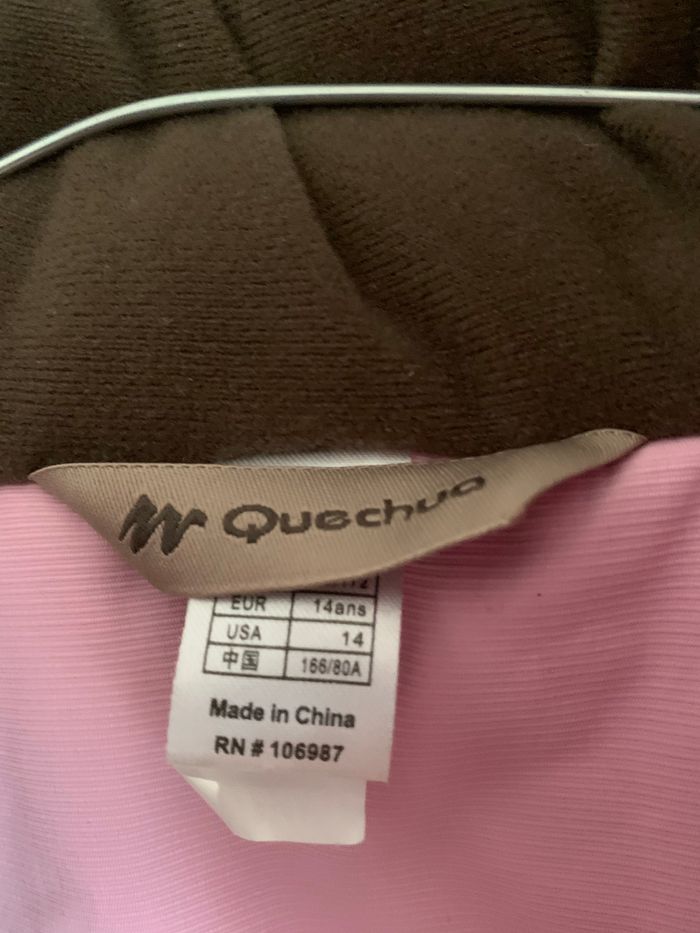 Quechua
EUR 14ans
USA 14
中国 166/80A
Made in China
RN # 106987